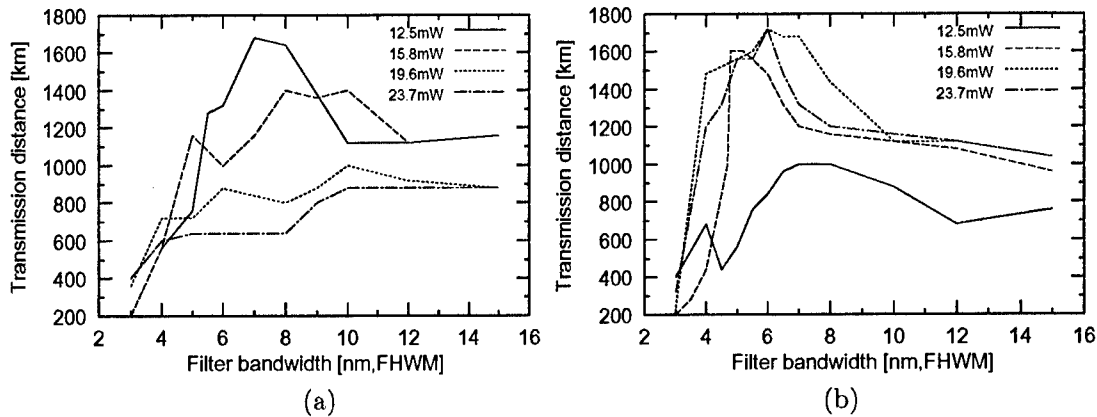 1800
1600
1400
1200
1000
800
600
400
200
Transmission distance [km]
12.5mW
15.8mW
19.6mW
23.7mW
2 4 6 8 10 12 14 16
Filter bandwidth [nm,FHWM]
(a)
1800
1600
1400
1200
1000
800
600
400
200
Transmission distance [km]
12.5mW
15.8mW
19.6mW
23.7mW
2 4 6 8 10 12 14 16
Filter bandwidth [nm,FHWM]
(b)